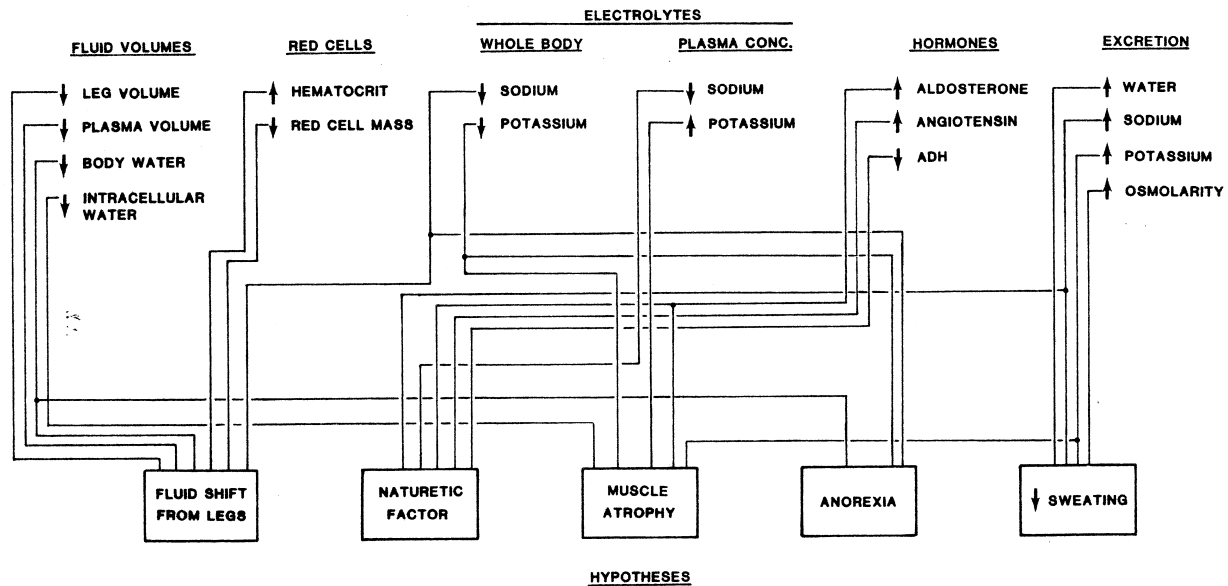 ELECTROLYTES
FLUID VOLUMES
RED CELLS
WHOLE BODY
PLASMA CONC.
HORMONES
EXCRETION
LEG VOLUME
PLASMA VOLUME
BODY WATER
INTRACELLULAR
WATER
HEMATOCRIT
RED CELL MASS
SODIUM
POTASSIUM
SODIUM
POTASSIUM
ALDOSTERONE
ANGIOTENSIN
ADH
WATER
SODIUM
POTASSIUM
OSMOLARITY
FLUID SHIFT
FROM LEGS
NATURETIC
FACTOR
MUSCLE
ATROPHY
ANOREXIA
SWEATING
HYPOTHESES